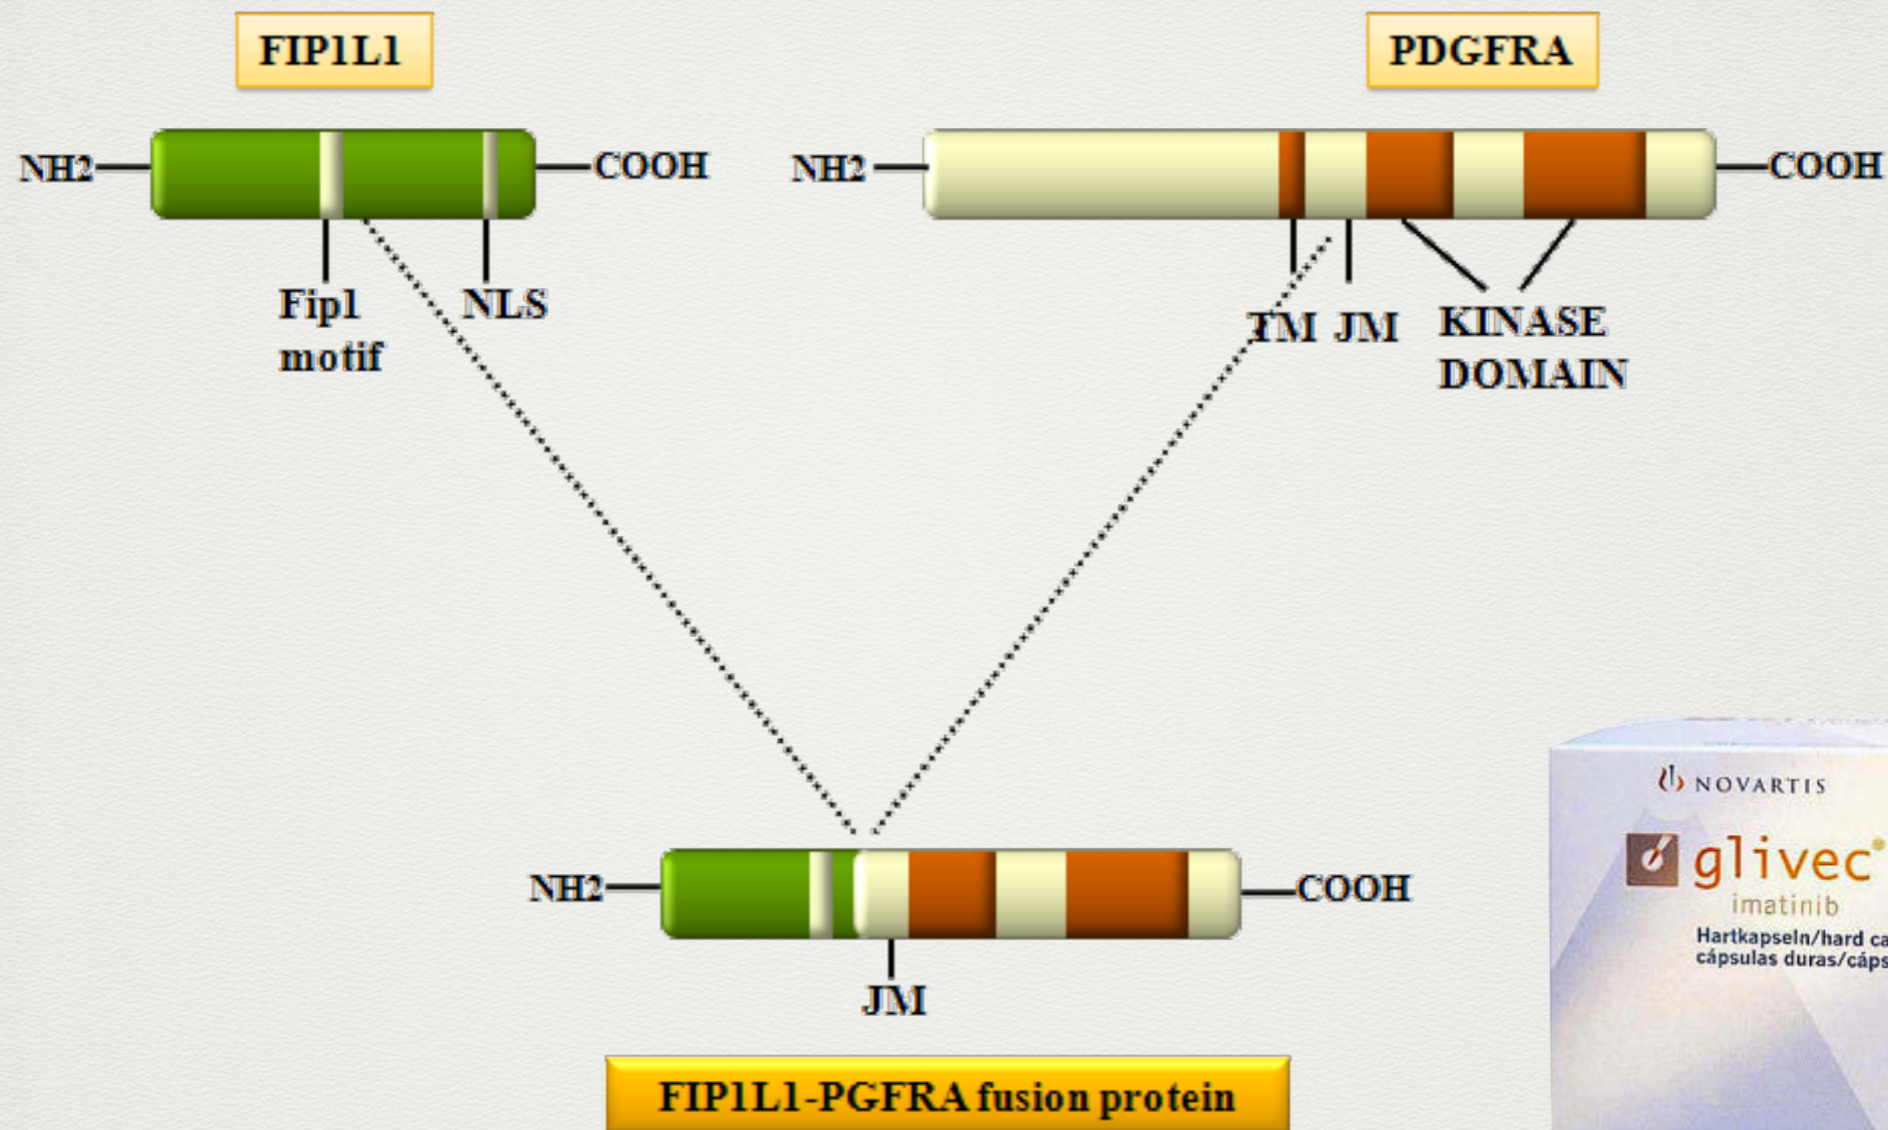 FIP1L1
PDGFRA
NH2
COOH
NH2
COOH
Fip1
motif
NLS
TM
JM
KINASE
DOMAIN
NH2
COOH
JM
FIP1L1-PGFRA fusion protein
NOVARTIS
glivec®
imatinib
Hartkapseln/hard
cápsulas duras/